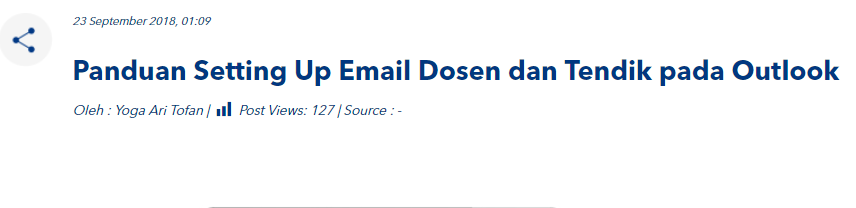 23 September 2018, 01:09
Panduan Setting Up Email Dosen dan Tendik pada Outlook
Oleh : Yoga Ari Tofan | Post Views: 127 | Source : -